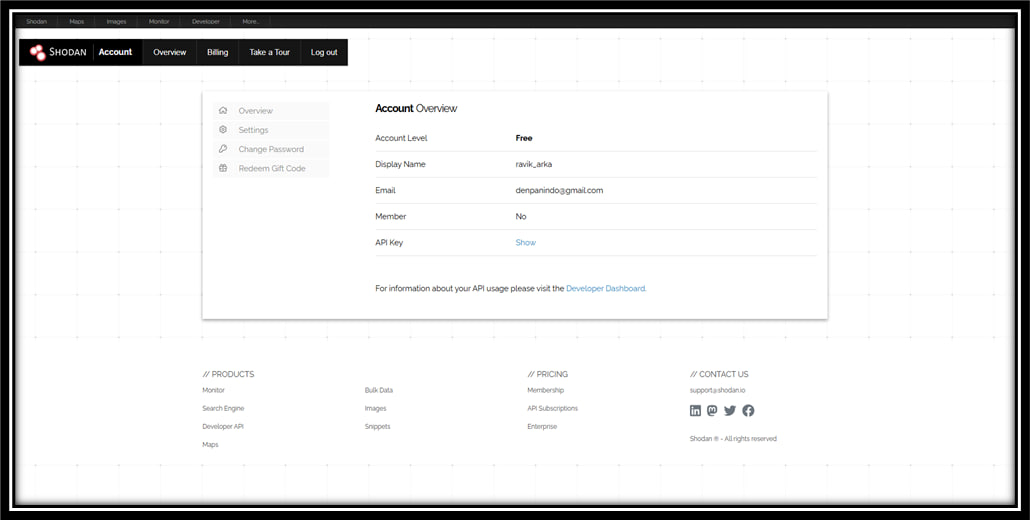 Shodan Maps Images Monitor Developer More...
SHODAN Account Overview Billing Take a Tour Log out
Overview
Settings
Change Password
Redeem Gift Code
Account Overview
Account Level Free
Display Name ravik_arka
Email denpanindo@gmail.com
Member No
API Key Show
For information about your API usage please visit the Developer Dashboard.
// PRODUCTS
Monitor
Search Engine
Developer API
Maps
Bulk Data
Images
Snippets
// PRICING
Membership
API Subscriptions
Enterprise
// CONTACT US
support@shodan.io
Shodan ® - All rights reserved